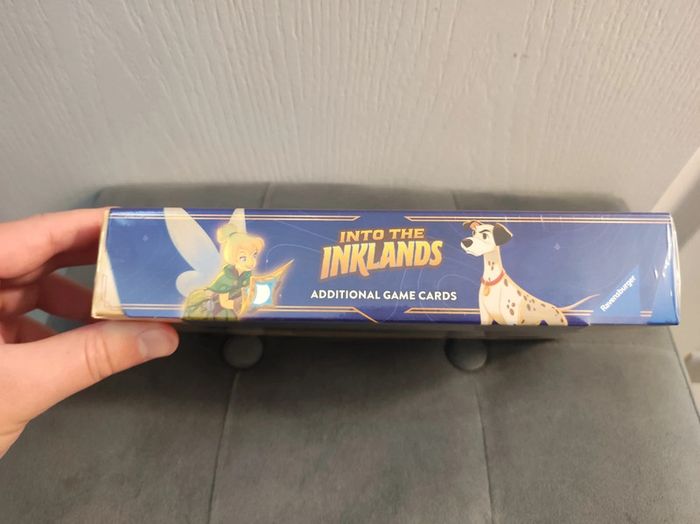 INTO THE
INKLANDS
ADDITIONAL GAME CARDS
Ravensburger